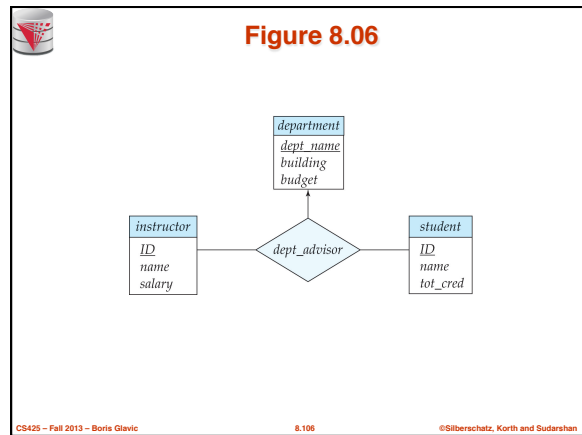 Figure 8.06
department
dept_name
building
budget
instructor
ID
name
salary
dept_advisor
student
ID
name
tot_cred
CS425 – Fall 2013 – Boris Glavic
8.106
©Silberschatz, Korth and Sudarshan